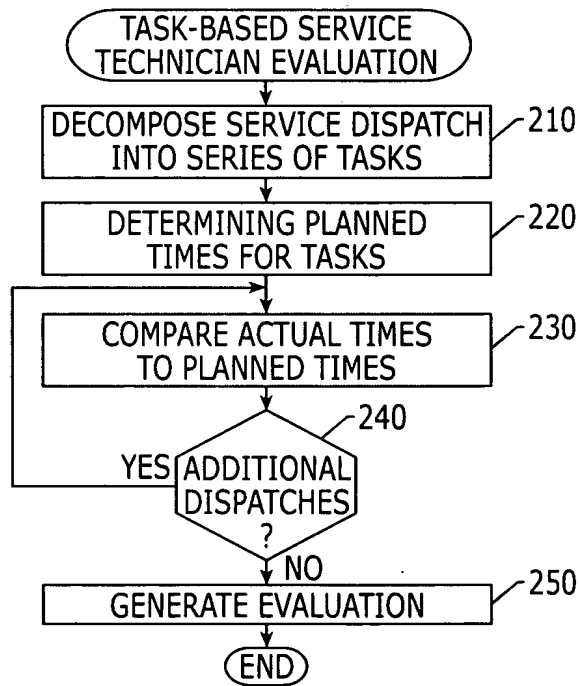 TASK-BASED SERVICE
TECHNICIAN EVALUATION
DECOMPOSE SERVICE DISPATCH
INTO SERIES OF TASKS
210
DETERMINING PLANNED
TIMES FOR TASKS
220
COMPARE ACTUAL TIMES
TO PLANNED TIMES
230
240
YES
ADDITIONAL
DISPATCHES
?
NO
GENERATE EVALUATION
250
END